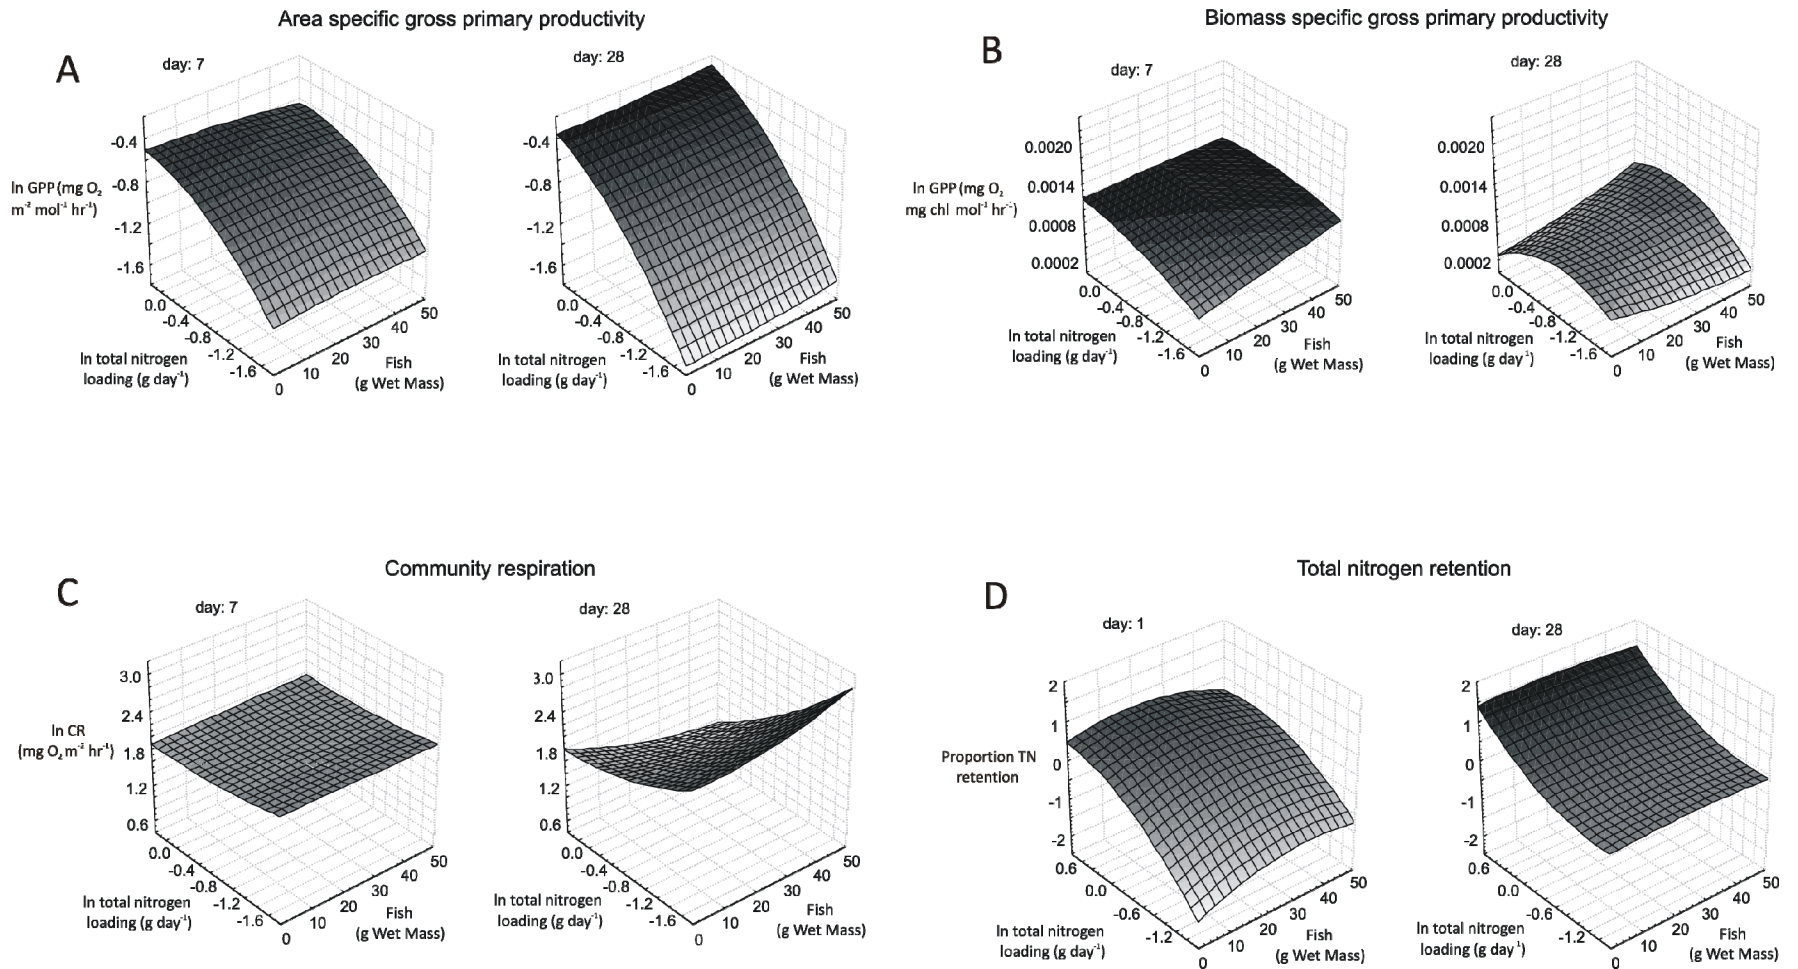 Area specific gross primary productivity
A
day: 7
day: 28
ln GPP (mg O₂
m⁻² mol⁻¹ hr⁻¹)
-0.4
-0.8
-1.2
-1.6
0.0
-0.4
-0.8
-1.2
-1.6
ln total nitrogen
loading (g day⁻¹)
0
10
20
30
40
50
Fish
(g Wet Mass)
-0.4
-0.8
-1.2
-1.6
0.0
-0.4
-0.8
-1.2
-1.6
ln total nitrogen
loading (g day⁻¹)
0
10
20
30
40
50
Fish
(g Wet Mass)
Biomass specific gross primary productivity
B
day: 7
day: 28
ln GPP (mg O₂
mg chl mol⁻¹ hr⁻¹)
0.0020
0.0014
0.0008
0.0002
0.0
-0.4
-0.8
-1.2
-1.6
ln total nitrogen
loading (g day⁻¹)
0
10
20
30
40
50
Fish
(g Wet Mass)
0.0020
0.0014
0.0008
0.0002
0.0
-0.4
-0.8
-1.2
-1.6
ln total nitrogen
loading (g day⁻¹)
0
10
20
30
40
50
Fish
(g Wet Mass)
Community respiration
C
day: 7
day: 28
ln CR
(mg O₂ m⁻² hr⁻¹)
3.0
2.4
1.8
1.2
0.6
0.0
-0.4
-0.8
-1.2
-1.6
ln total nitrogen
loading (g day⁻¹)
0
10
20
30
40
50
Fish
(g Wet Mass)
3.0
2.4
1.8
1.2
0.6
0.0
-0.4
-0.8
-1.2
-1.6
ln total nitrogen
loading (g day⁻¹)
0
10
20
30
40
50
Fish
(g Wet Mass)
Total nitrogen retention
D
day: 1
day: 28
Proportion TN
retention
2
1
0
-1
-2
0.6
0.0
-0.6
-1.2
ln total nitrogen
loading (g day⁻¹)
0
10
20
30
40
50
Fish
(g Wet Mass)
2
1
0
-1
-2
0.6
0.0
-0.6
-1.2
ln total nitrogen
loading (g day⁻¹)
0
10
20
30
40
50
Fish
(g Wet Mass)